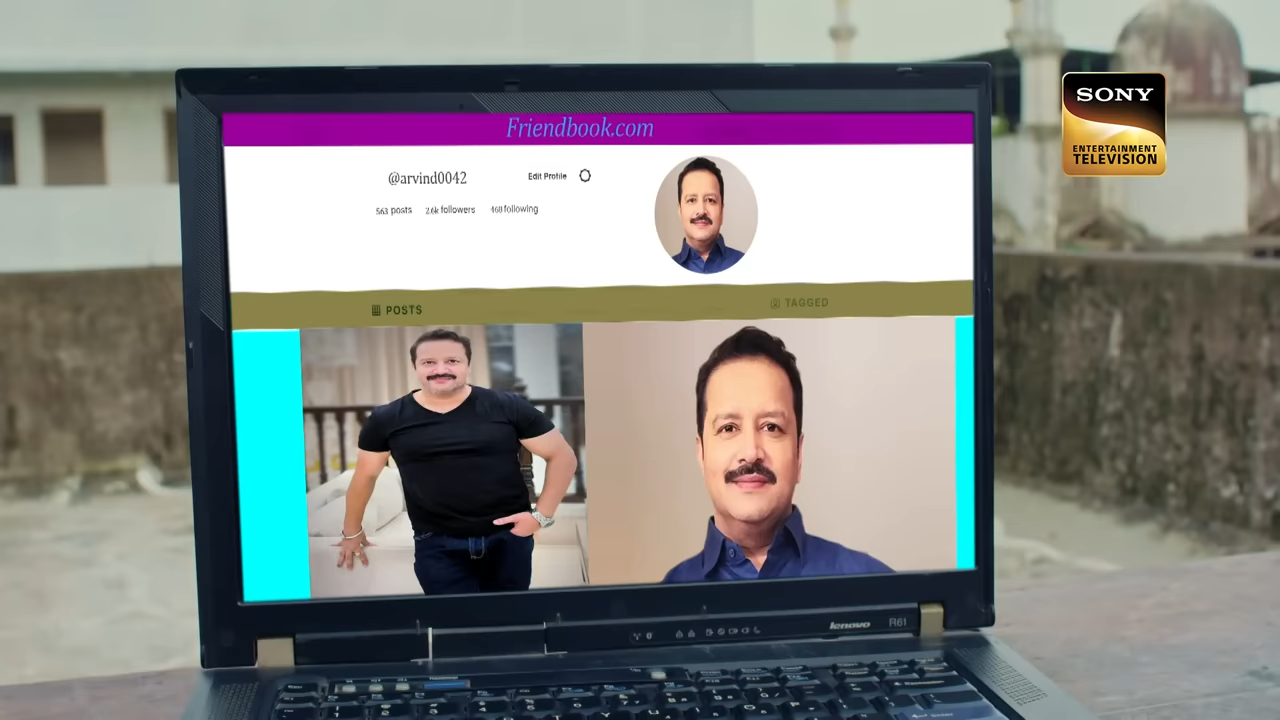 Friendbook.com
@arvind0042
Edit Profile
563 posts 2.6k followers 468 following
POSTS
TAGGED
SONY
ENTERTAINMENT
TELEVISION
lenovo
R61